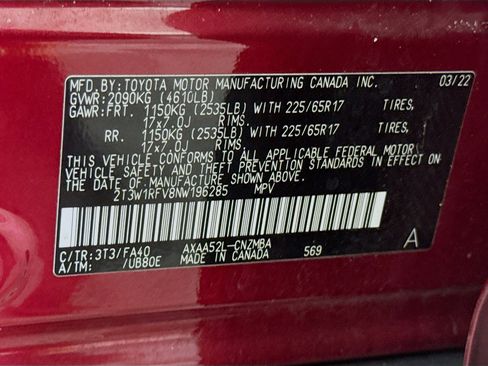 MFD.BY:TOYOTA MOTOR MANUFACTURING CANADA INC. 03/22
GVWR:2090KG (4610LB)
GAWR:FRT. 1150KG (2535LB) WITH 225/65R17 TIRES,
17x7.0J RIMS.
RR. 1150KG (2535LB) WITH 225/65R17 TIRES,
17x7.0J RIMS.
THIS VEHICLE CONFORMS TO ALL APPLICABLE FEDERAL MOTOR
VEHICLE SAFETY AND THEFT PREVENTION STANDARDS IN EFFECT
ON THE DATE OF MANUFACTURE SHOWN ABOVE.
2T3W1RFV8NW196285 MPV
C/TR:3T3/FA40 AXAA52L-CNZMBA A
A/TM: /UB80E MADE IN CANADA 569